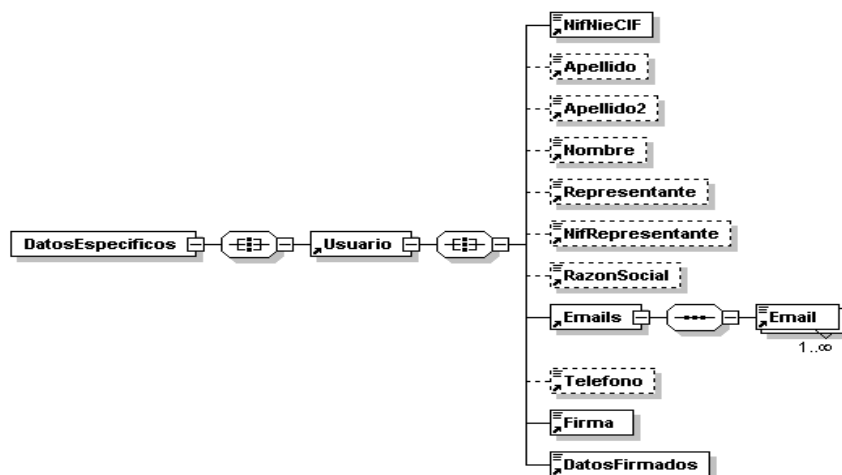 NifNieCIF
Apellido
Apellido2
Nombre
Representante
DatosEspecificos
Usuario
NifRepresentante
RazonSocial
Emails
Email
1..∞
Telefono
Firma
DatosFirmados